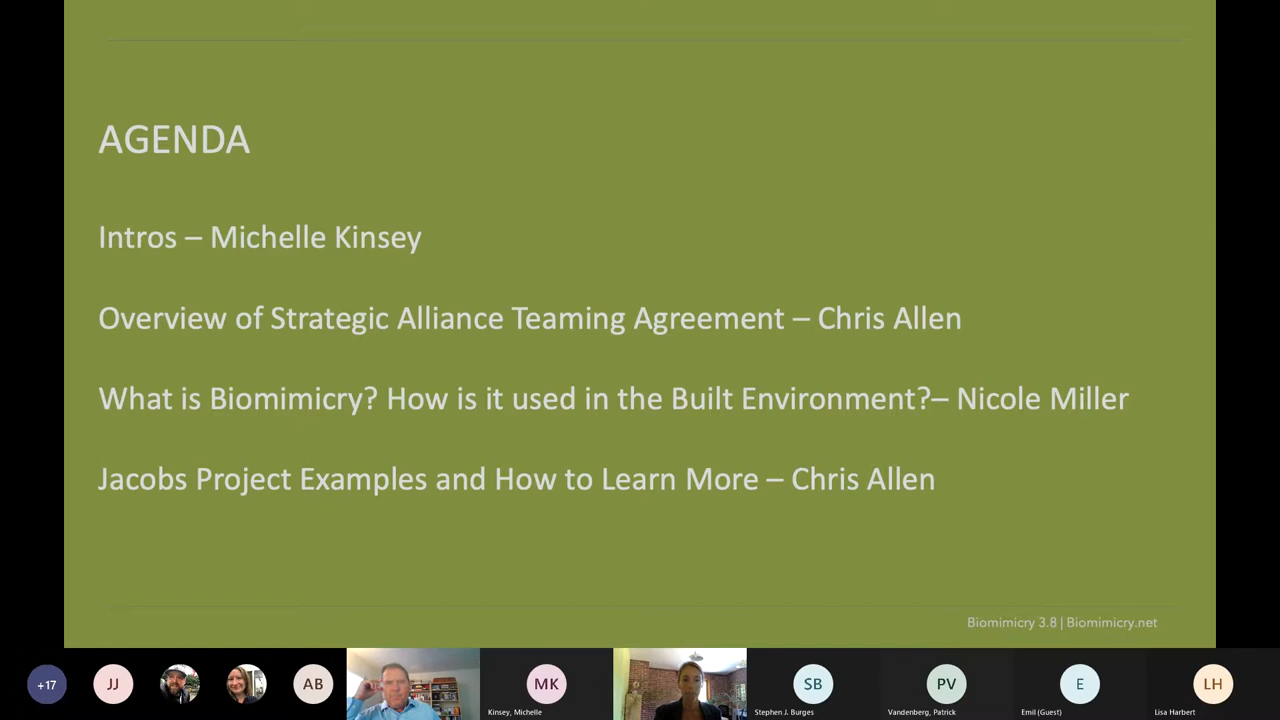 AGENDA
Intros – Michelle Kinsey
Overview of Strategic Alliance Teaming Agreement – Chris Allen
What is Biomimicry? How is it used in the Built Environment?– Nicole Miller
Jacobs Project Examples and How to Learn More – Chris Allen
Biomimicry 3.8 | Biomimicry.net
+17
JJ
AB
MK
Kinsey, Michelle
SB
Stephen J. Burges
PV
Vandenberg, Patrick
E
Emil (Guest)
LH
Lisa Harbert